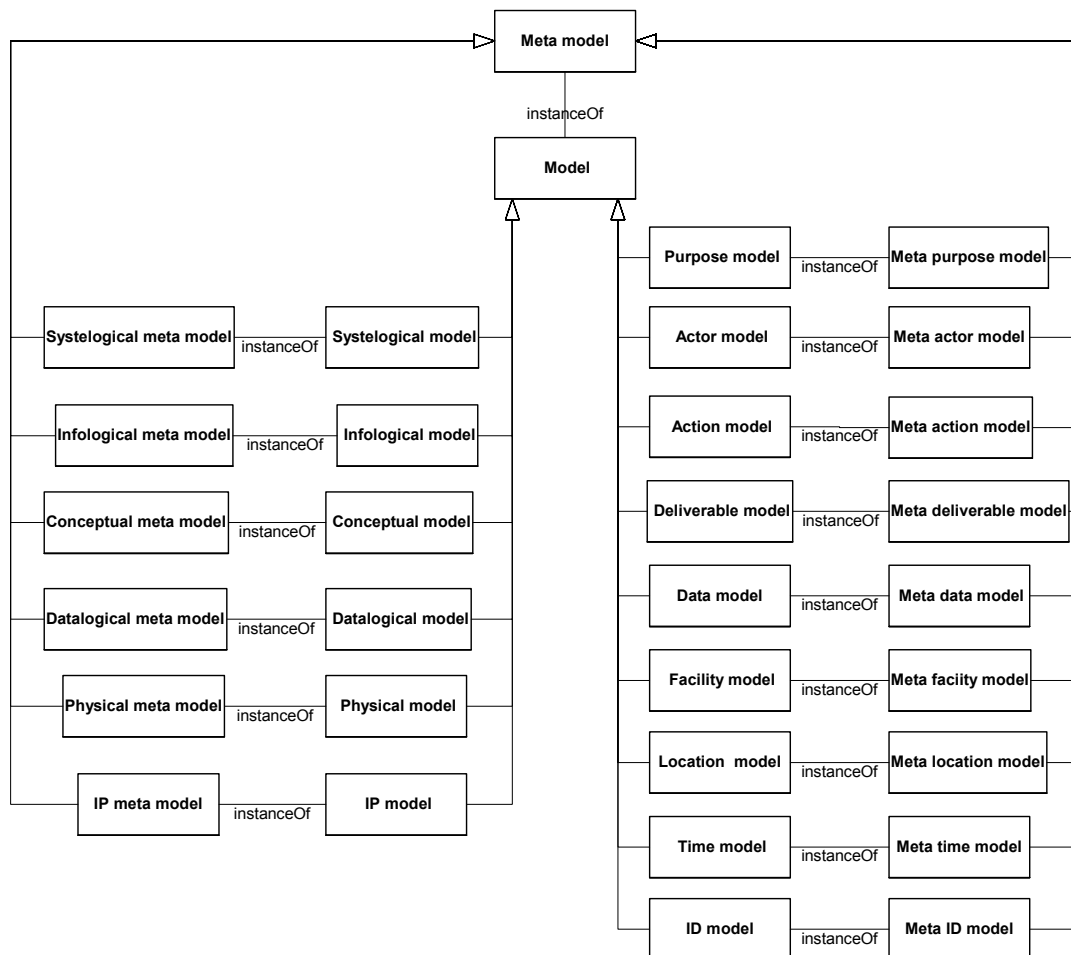 Meta model
instanceOf
Model
Systelogical meta model
instanceOf
Systelogical model
Infological meta model
instanceOf
Infological model
Conceptual meta model
instanceOf
Conceptual model
Datalogical meta model
instanceOf
Datalogical model
Physical meta model
instanceOf
Physical model
IP meta model
instanceOf
IP model
Purpose model
instanceOf
Meta purpose model
Actor model
instanceOf
Meta actor model
Action model
instanceOf
Meta action model
Deliverable model
instanceOf
Meta deliverable model
Data model
instanceOf
Meta data model
Facility model
instanceOf
Meta faciity model
Location model
instanceOf
Meta location model
Time model
instanceOf
Meta time model
ID model
instanceOf
Meta ID model